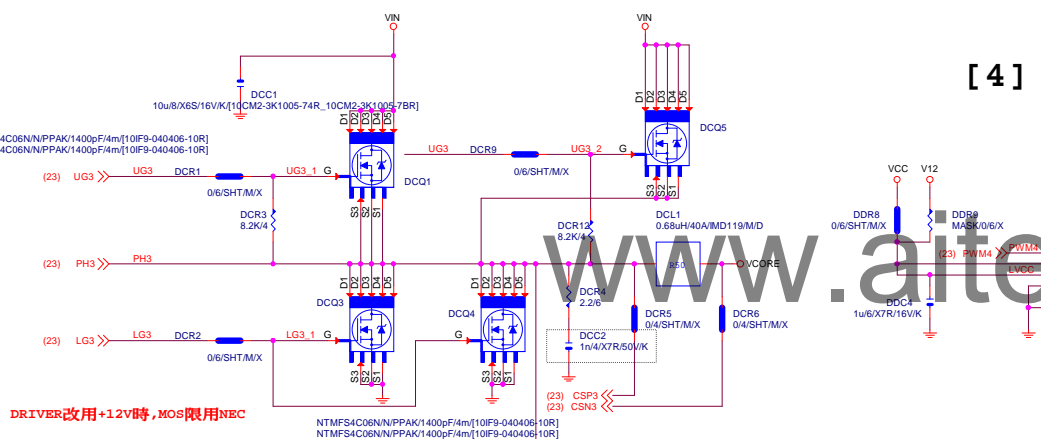 VIN
VIN
[4]
DCC1
10u/8/X6S/16V/K/[10CM2-3K1005-74R_10CM2-3K1005-7BR]
D1 D2 D3 D4 D5
D1 D2 D3 D4 D5
4C06N/N/PPAK/1400pF/4m/[10IF9-040406-10R]
4C06N/N/PPAK/1400pF/4m/[10IF9-040406-10R]
DCQ5
UG3 DCR9 UG3_2 G
0/6/SHT/M/X
(23) UG3 UG3 DCR1 UG3_1 G
0/6/SHT/M/X
DCQ1
S3 S2 S1
S3 S2 S1
VCC V12
DCR3
8.2K/4
DCR12
8.2K/4
DCL1
0.68uH/40A/IMD119/M/D
DDR8
0/6/SHT/M/X
DDR9
MASK/0/6/X
(23) PWM4 PWM4
(23) PH3 PH3
R50
VCORE
LVCC
www.aite
D1 D2 D3 D4 D5
D1 D2 D3 D4 D5
DCQ3
DCQ4
DCR4
2.2/6
DCR5
0/4/SHT/M/X
DCR6
0/4/SHT/M/X
DDC4
1u/6/X7R/16V/K
(23) LG3 LG3 DCR2 LG3_1 G
0/6/SHT/M/X
G
DCC2
1n/4/X7R/50V/K
S3 S2 S1
S3 S2 S1
(23) CSP3
(23) CSN3
DRIVER改用+12V時,MOS限用NEC
NTMFS4C06N/N/PPAK/1400pF/4m/[10IF9-040406-10R]
NTMFS4C06N/N/PPAK/1400pF/4m/[10IF9-040406-10R]